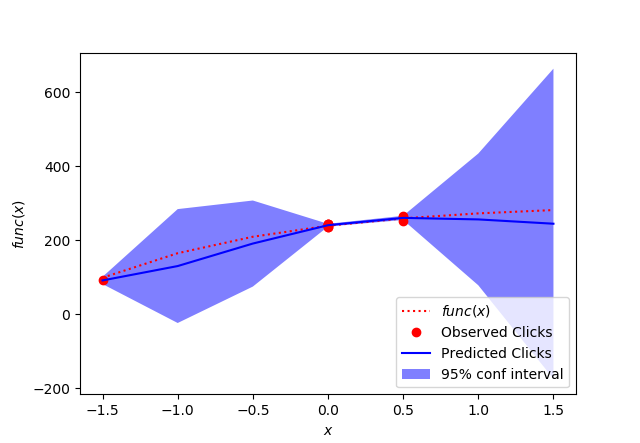 func(x)
600
400
200
0
−200
−1.5
−1.0
−0.5
0.0
0.5
1.0
1.5
x
func(x)
Observed Clicks
Predicted Clicks
95% conf interval